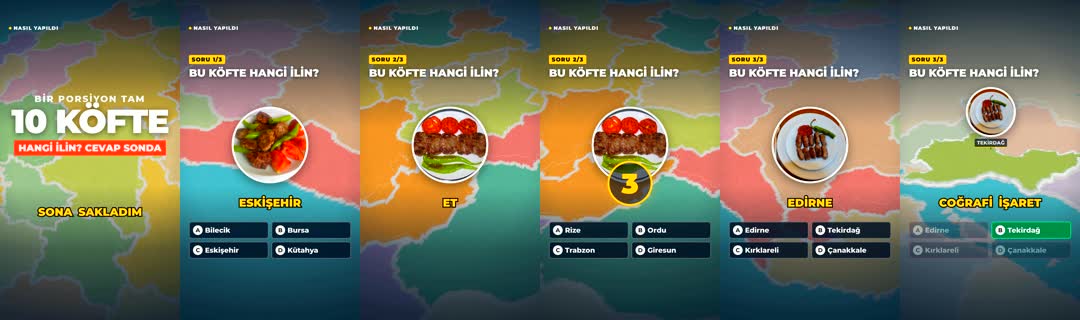 NASIL YAPILDI
BİR PORSİYON TAM
10 KÖFTE
HANGİ İLİN? CEVAP SONDA
SONA SAKLADIM
NASIL YAPILDI
SORU 1/3
BU KÖFTE HANGİ İLİN?
ESKİŞEHİR
A Bilecik
B Bursa
C Eskişehir
D Kütahya
NASIL YAPILDI
SORU 2/3
BU KÖFTE HANGİ İLİN?
ET
NASIL YAPILDI
SORU 2/3
BU KÖFTE HANGİ İLİN?
3
A Rize
B Ordu
C Trabzon
D Giresun
NASIL YAPILDI
SORU 3/3
BU KÖFTE HANGİ İLİN?
EDİRNE
A Edirne
B Tekirdağ
C Kırklareli
D Çanakkale
NASIL YAPILDI
SORU 3/3
BU KÖFTE HANGİ İLİN?
TEKİRDAĞ
COĞRAFİ İŞARET
A Edirne
B Tekirdağ
C Kırklareli
D Çanakkale